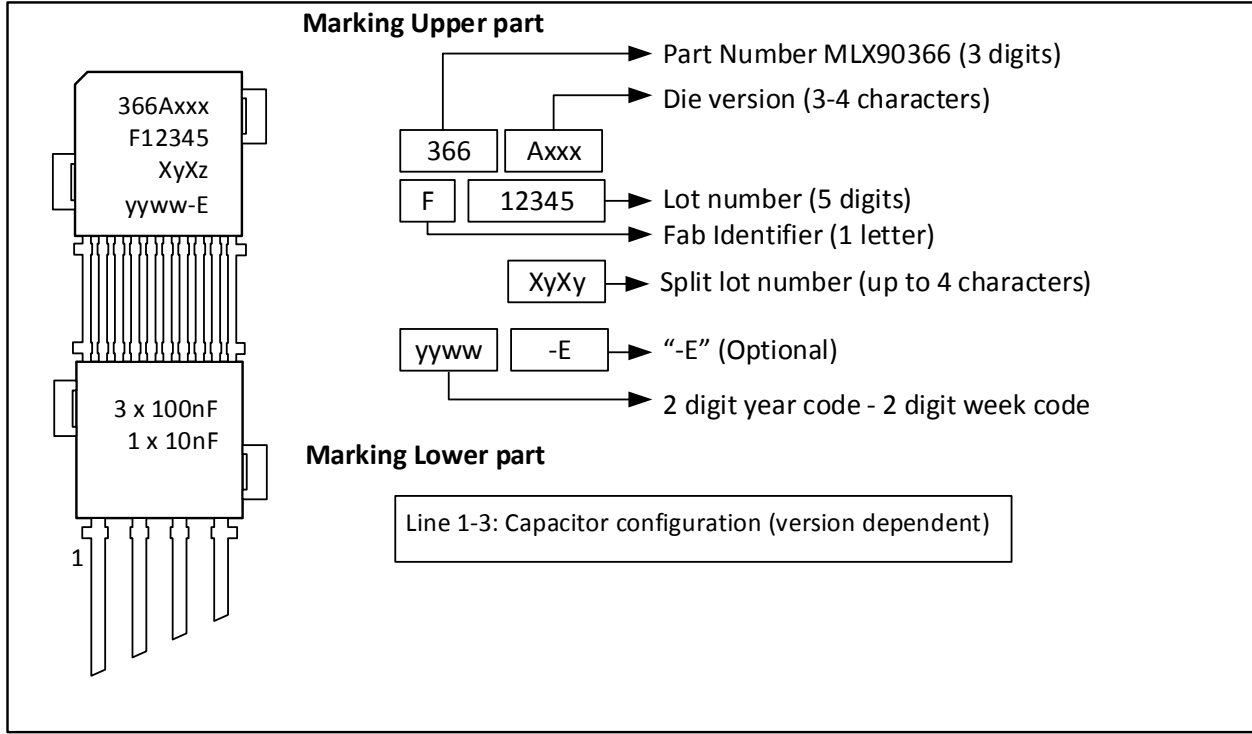 Marking Upper part
366Axxx
F12345
XyXz
yyww-E
3 x 100nF
1 x 10nF
1
Part Number MLX90366 (3 digits)
Die version (3-4 characters)
366 Axxx
F 12345 Lot number (5 digits)
Fab Identifier (1 letter)
XyXy Split lot number (up to 4 characters)
yyww -E “-E” (Optional)
2 digit year code - 2 digit week code
Marking Lower part
Line 1-3: Capacitor configuration (version dependent)